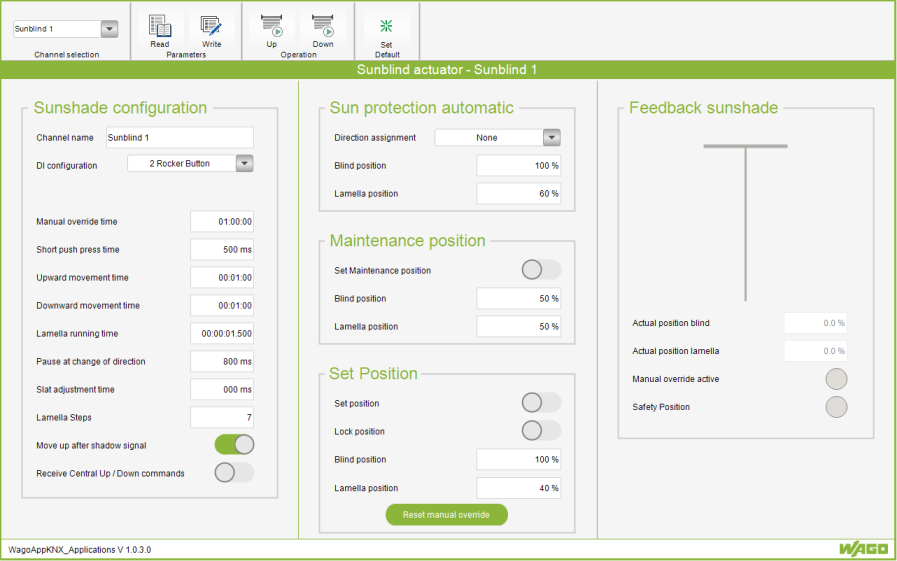 Sunblind 1
Channel selection
Read
Write
Parameters
Up
Down
Operation
Set
Default
Sunblind actuator - Sunblind 1
Sunshade configuration
Channel name Sunblind 1
DI configuration 2 Rocker Button
Manual override time 01:00:00
Short push press time 500 ms
Upward movement time 00:01:00
Downward movement time 00:01:00
Lamella running time 00:00:01.500
Pause at change of direction 800 ms
Slat adjustment time 000 ms
Lamella Steps 7
Move up after shadow signal
Receive Central Up / Down commands
Sun protection automatic
Direction assignment None
Blind position 100 %
Lamella position 60 %
Maintenance position
Set Maintenance position
Blind position 50 %
Lamella position 50 %
Set Position
Set position
Lock position
Blind position 100 %
Lamella position 40 %
Reset manual override
Feedback sunshade
Actual position blind 0.0 %
Actual position lamella 0.0 %
Manual override active
Safety Position
WagoAppKNX_Applications V 1.0.3.0
WAGO